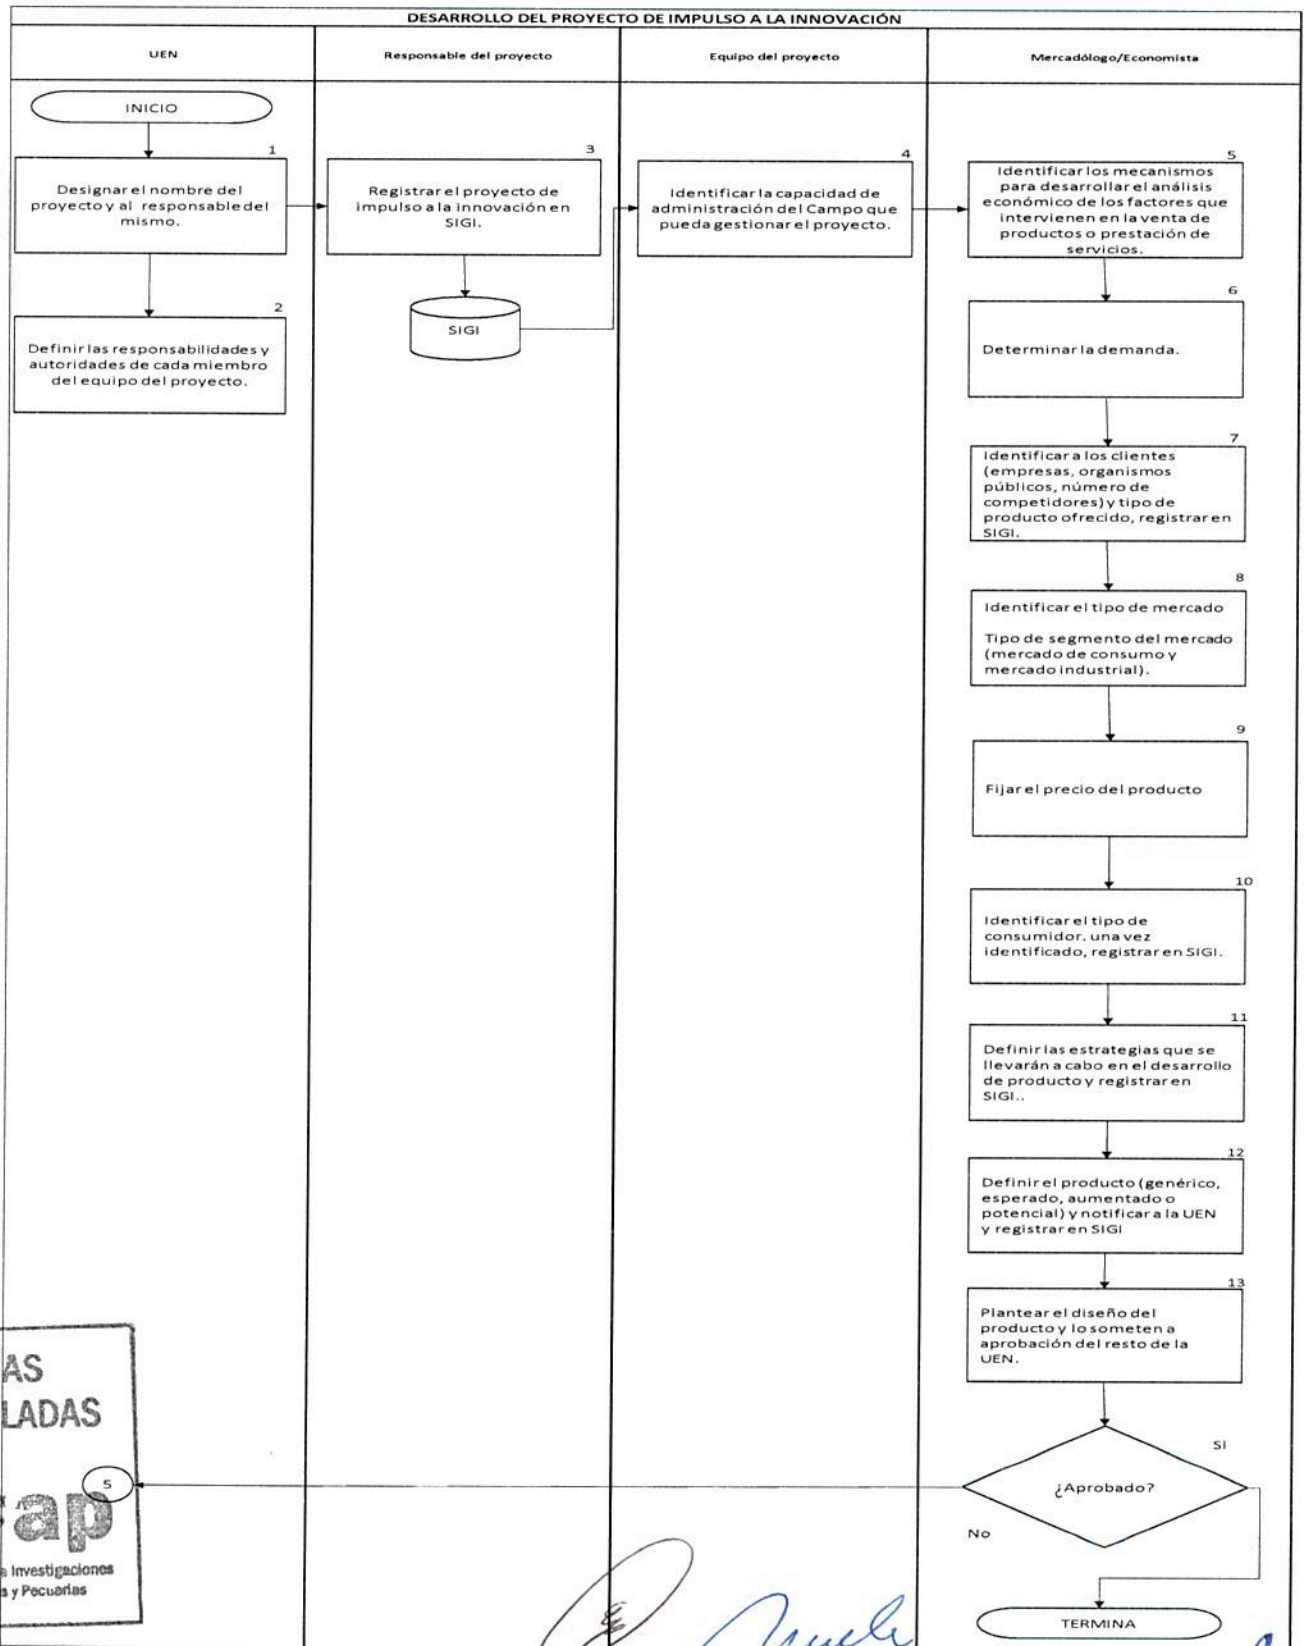 DESARROLLO DEL PROYECTO DE IMPULSO A LA INNOVACIÓN
UEN
Responsable del proyecto
Equipo del proyecto
Mercadólogo/Economista
INICIO
1
Designar el nombre del
proyecto y al responsable del
mismo.
2
Definir las responsabilidades y
autoridades de cada miembro
del equipo del proyecto.
3
Registrar el proyecto de
impulso a la innovación en
SIGI.
SIGI
4
Identificar la capacidad de
administración del Campo que
pueda gestionar el proyecto.
5
Identificar los mecanismos
para desarrollar el análisis
económico de los factores que
intervienen en la venta de
productos o prestación de
servicios.
6
Determinar la demanda.
7
Identificar a los clientes
(empresas, organismos
públicos, número de
competidores) y tipo de
producto ofrecido, registrar en
SIGI.
8
Identificar el tipo de mercado
Tipo de segmento del mercado
(mercado de consumo y
mercado industrial).
9
Fijar el precio del producto
10
Identificar el tipo de
consumidor. una vez
identificado, registrar en SIGI.
11
Definir las estrategias que se
llevarán a cabo en el desarrollo
de producto y registrar en
SIGI..
12
Definir el producto (genérico,
esperado, aumentado o
potencial) y notificar a la UEN
y registrar en SIGI
13
Plantear el diseño del
producto y lo someten a
aprobación del resto de la
UEN.
¿Aprobado?
Si
No
5
TERMINA
AS
LADAS
ap
Investigaciones
s y Pecuarias